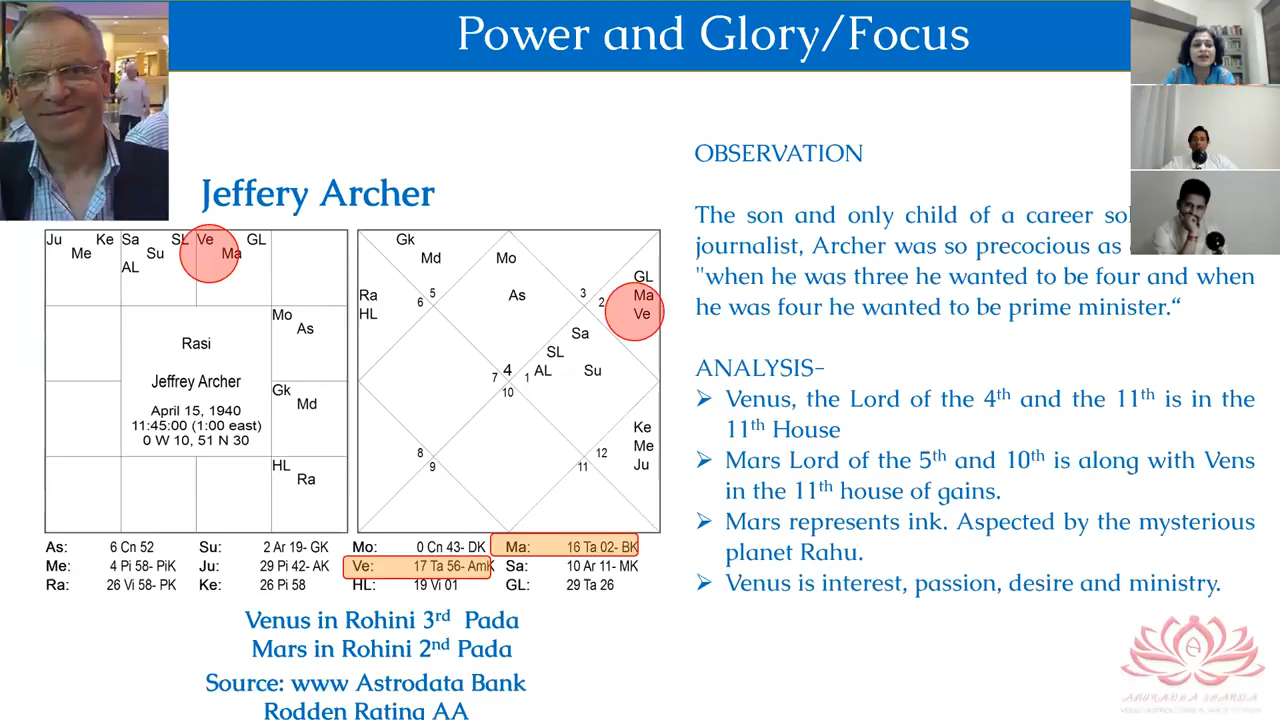 Power and Glory/Focus
Jeffery Archer
Ju Ke Sa SL Ve GL
Me Su Ma
AL
Mo
As
Rasi
Jeffrey Archer
April 15, 1940
11:45:00 (1:00 east)
0 W 10, 51 N 30
Gk
Md
HL
Ra
Gk
Md Mo
GL
Ra As Ma
HL Ve
6 5 3 2
Sa
SL
4 AL Su
7 1
10
Ke
Me
Ju
8 12
9 11
As: 6 Cn 52 Su: 2 Ar 19- GK Mo: 0 Cn 43- DK Ma: 16 Ta 02- BK
Me: 4 Pi 58- PiK Ju: 29 Pi 42- AK Ve: 17 Ta 56- AmK Sa: 10 Ar 11- MK
Ra: 26 Vi 58- PK Ke: 26 Pi 58 HL: 19 Vi 01 GL: 29 Ta 26
Venus in Rohini 3rd Pada
Mars in Rohini 2nd Pada
Source: www Astrodata Bank
Rodden Rating AA
OBSERVATION
The son and only child of a career
journalist, Archer was so precocious as
"when he was three he wanted to be four and when
he was four he wanted to be prime minister.“
ANALYSIS-
➢ Venus, the Lord of the 4th and the 11th is in the
11th House
➢ Mars Lord of the 5th and 10th is along with Vens
in the 11th house of gains.
➢ Mars represents ink. Aspected by the mysterious
planet Rahu.
➢ Venus is interest, passion, desire and ministry.